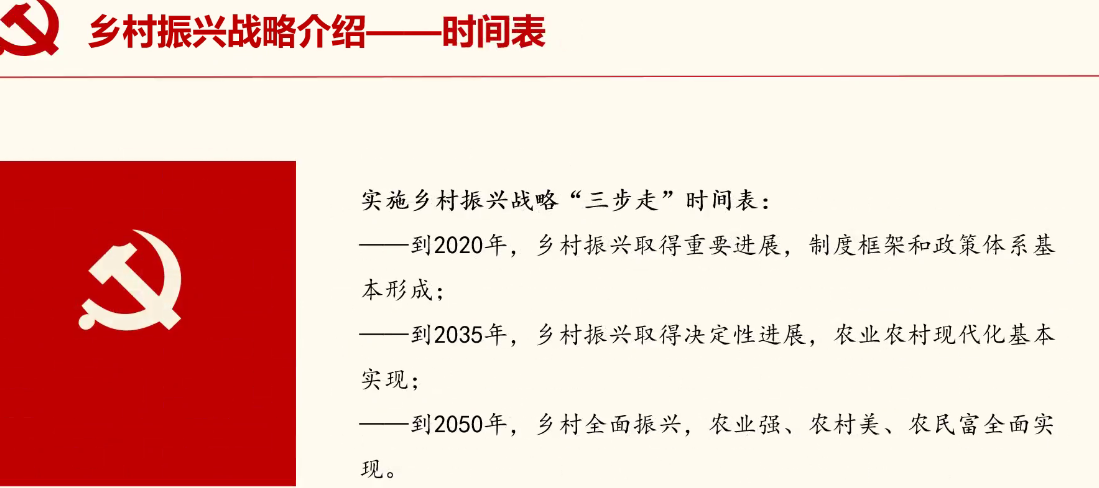 乡村振兴战略介绍——时间表
实施乡村振兴战略“三步走”时间表：
——到2020年，乡村振兴取得重要进展，制度框架和政策体系基
本形成；
——到2035年，乡村振兴取得决定性进展，农业农村现代化基本
实现；
——到2050年，乡村全面振兴，农业强、农村美、农民富全面实
现。